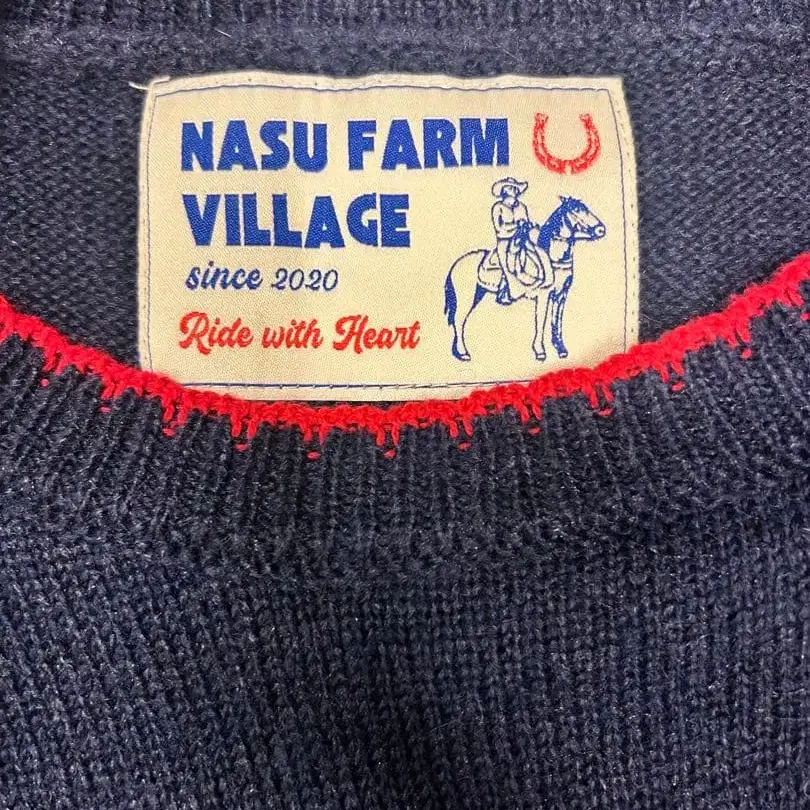 NASU FARM
VILLAGE
since 2020
Ride with Heart